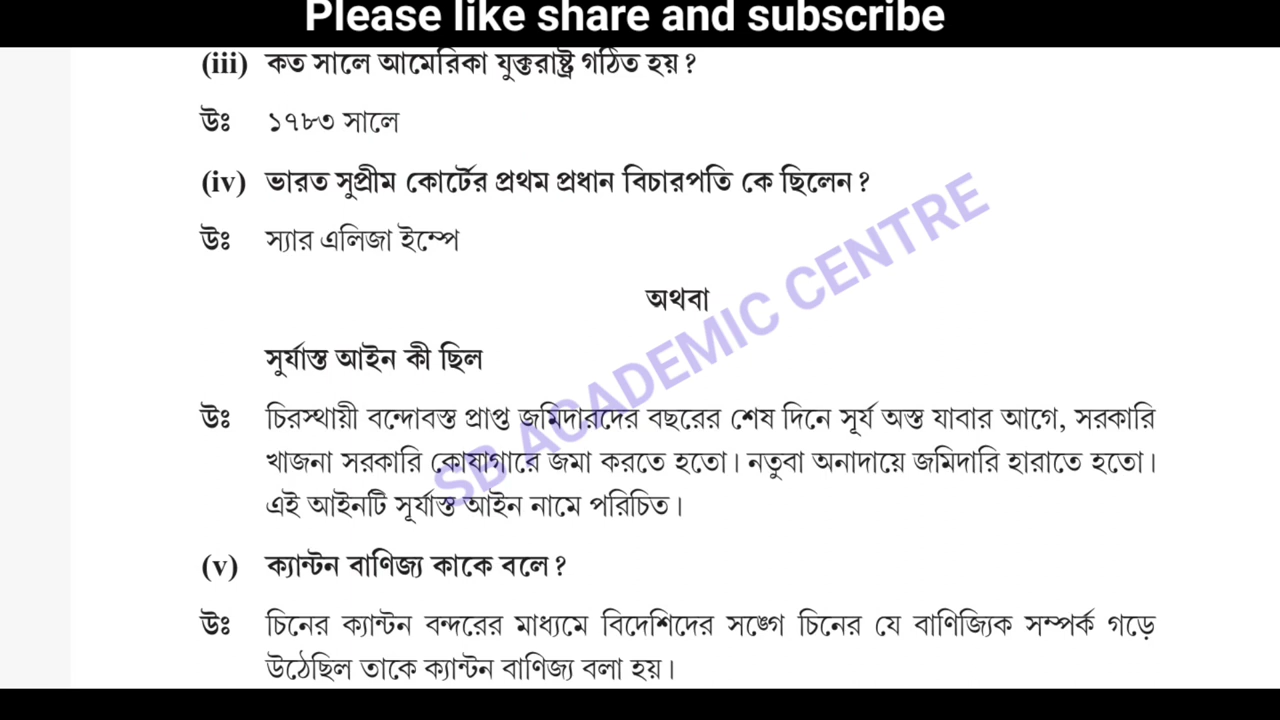 Please like share and subscribe
(iii) কত সালে আমেরিকা যুক্তরাষ্ট্র গঠিত হয়?
উঃ ১৭৮৩ সালে
(iv) ভারত সুপ্রীম কোর্টের প্রথম প্রধান বিচারপতি কে ছিলেন?
উঃ স্যার এলিজা ইম্পে
অথবা
সুর্যাস্ত আইন কী ছিল
উঃ চিরস্থায়ী বন্দোবস্ত প্রাপ্ত জমিদারদের বছরের শেষ দিনে সূর্য অস্ত যাবার আগে, সরকারি
খাজনা সরকারি কোষাগারে জমা করতে হতো। নতুবা অনাদায়ে জমিদারি হারাতে হতো।
এই আইনটি সূর্যাস্ত আইন নামে পরিচিত।
(v) ক্যান্টন বাণিজ্য কাকে বলে?
উঃ চিনের ক্যান্টন বন্দরের মাধ্যমে বিদেশিদের সঙ্গে চিনের যে বাণিজ্যিক সম্পর্ক গড়ে
উঠেছিল তাকে ক্যান্টন বাণিজ্য বলা হয়।
SB ACADEMIC CENTRE